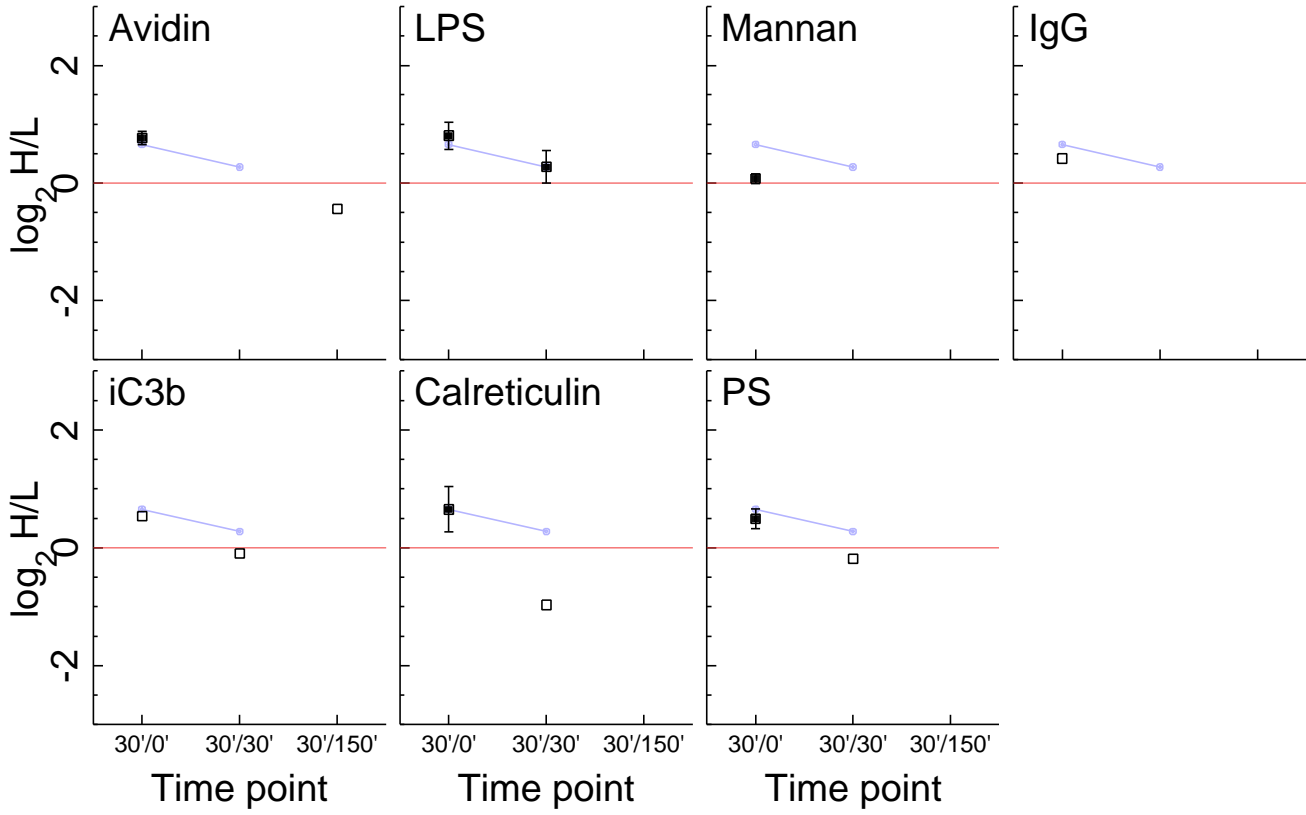 Avidin LPS Mannan IgG
2
0
-2
log2 H/L
iC3b Calreticulin PS
2
0
-2
log2 H/L
30'/0' 30'/30' 30'/150' 30'/0' 30'/30' 30'/150' 30'/0' 30'/30' 30'/150'
Time point Time point Time point